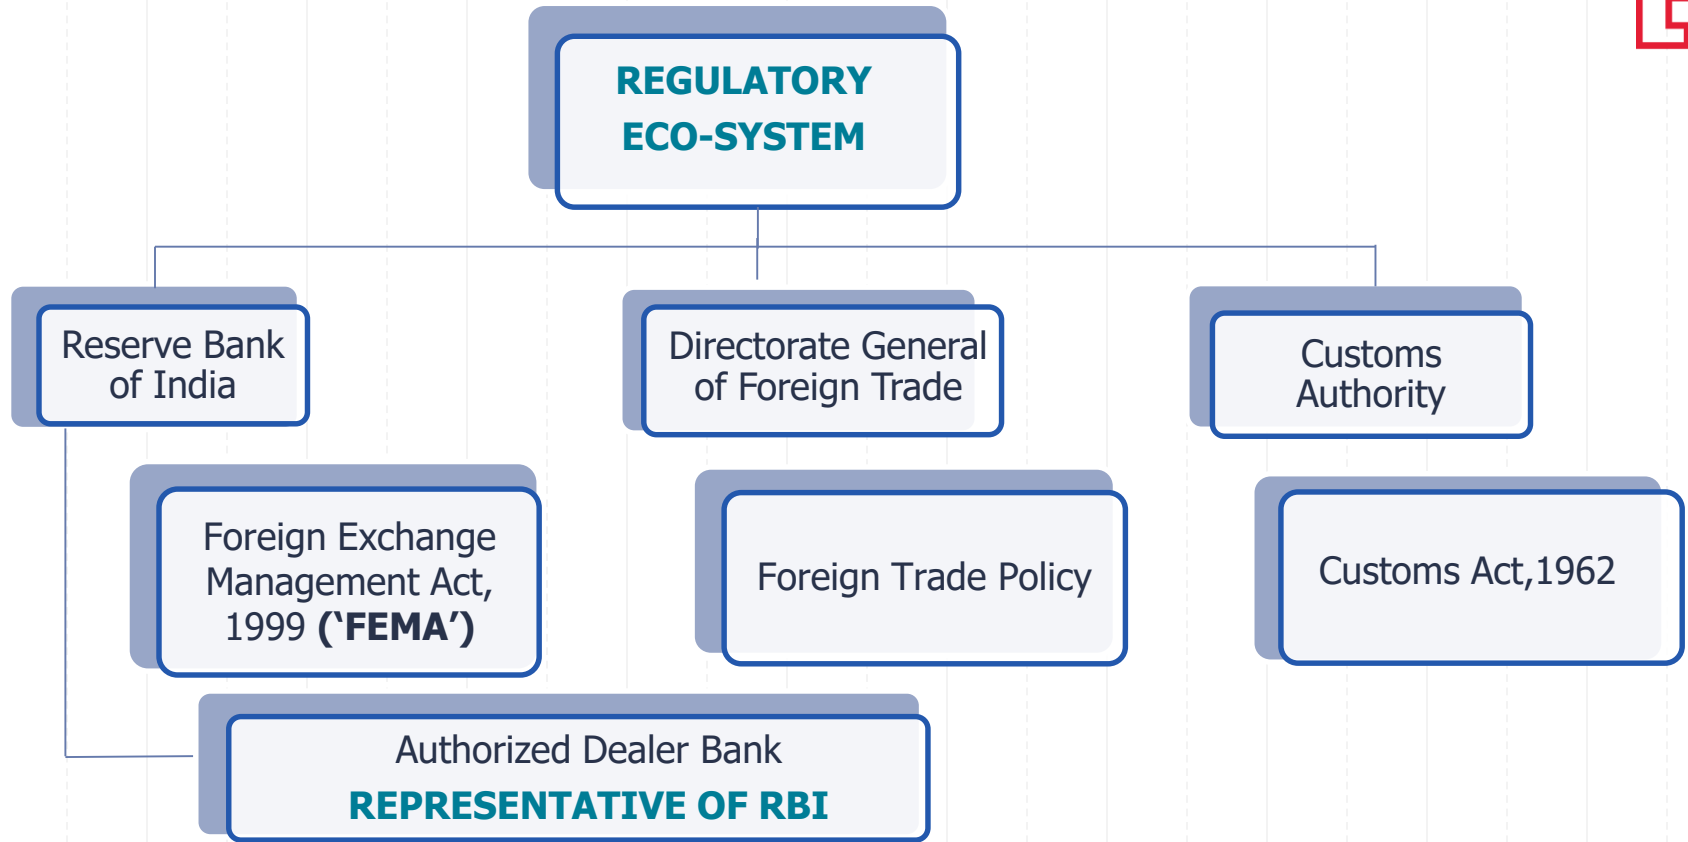 REGULATORY
ECO-SYSTEM
Reserve Bank
of India
Directorate General
of Foreign Trade
Customs
Authority
Foreign Exchange
Management Act,
1999 (‘FEMA’)
Foreign Trade Policy
Customs Act,1962
Authorized Dealer Bank
REPRESENTATIVE OF RBI